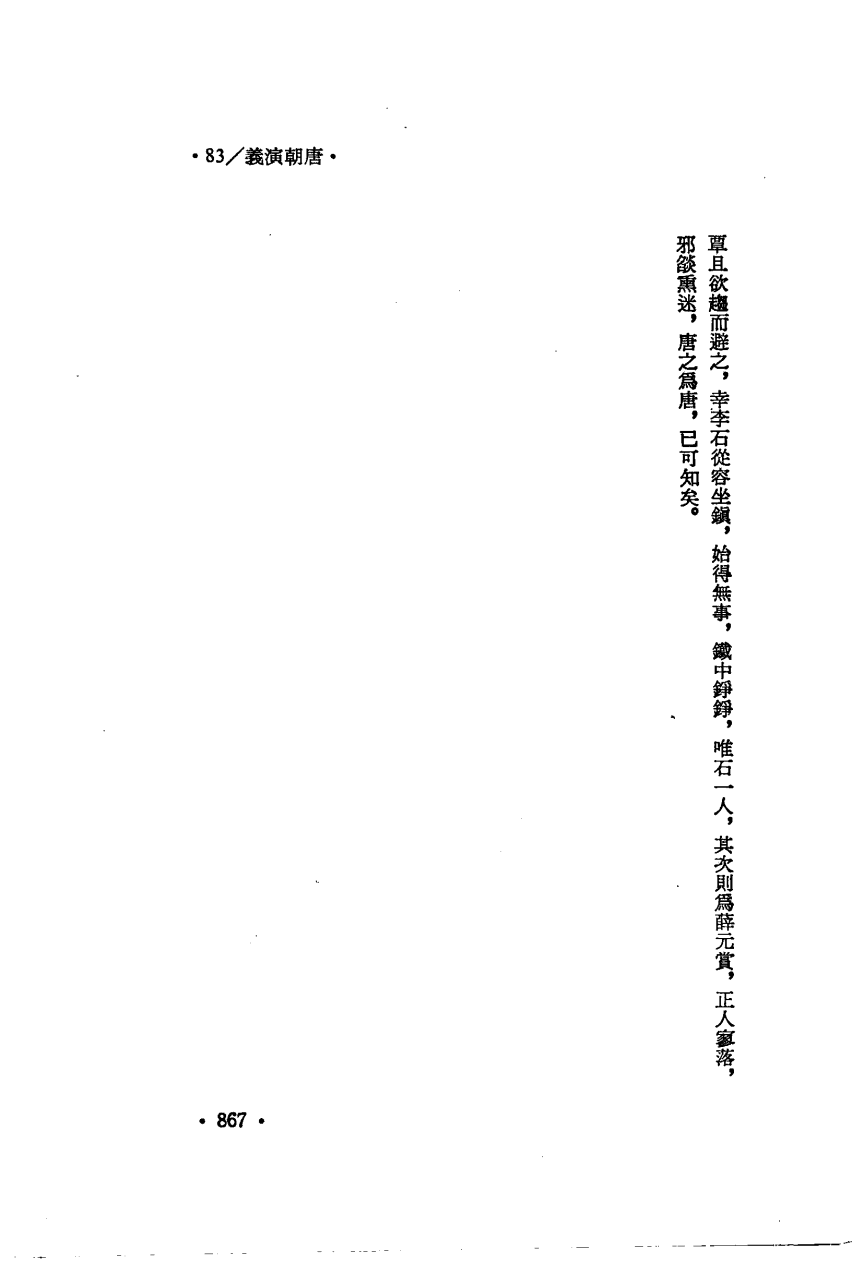 •83/義演朝唐•
覃且欲趨而避之，幸李石從容坐鎭，始得無事，鐵中錚錚，唯石一人，其次則爲薛元賞，正人寥落，
邪燄熏迷，唐之爲唐，已可知矣。
•867•